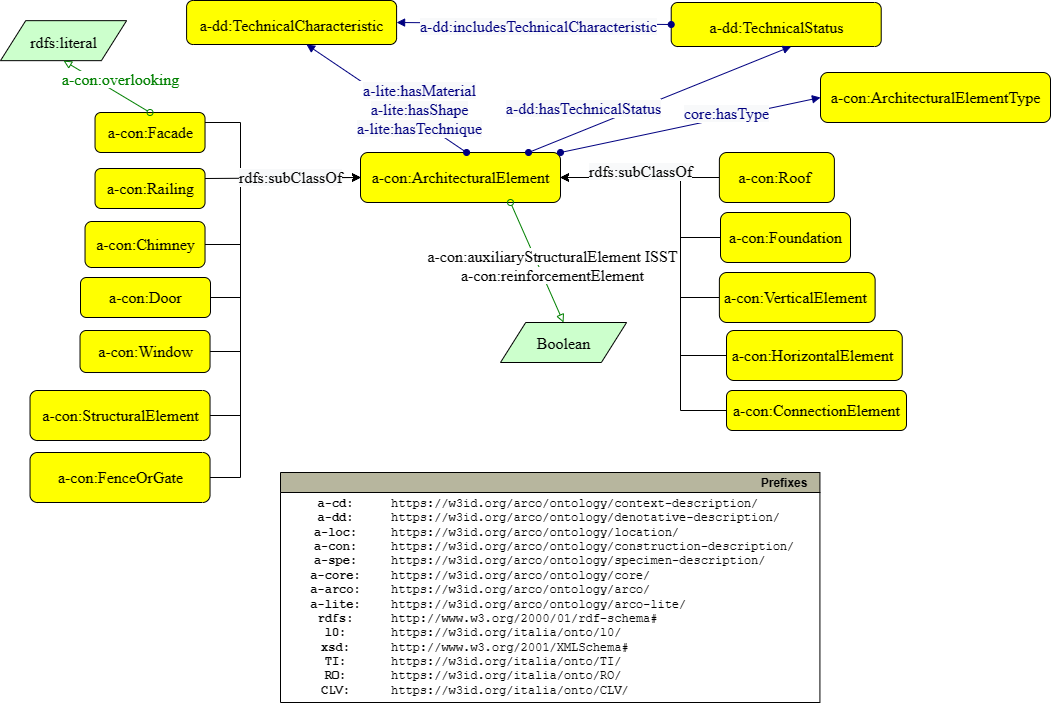 rdfs:literal
a-dd:TechnicalCharacteristic
a-dd:includesTechnicalCharacteristic
a-dd:TechnicalStatus
a-con:overlooking
a-lite:hasMaterial
a-lite:hasShape
a-lite:hasTechnique
a-dd:hasTechnicalStatus
core:hasType
a-con:ArchitecturalElementType
a-con:Facade
a-con:Railing
a-con:Chimney
a-con:Door
a-con:Window
a-con:StructuralElement
a-con:FenceOrGate
rdfs:subClassOf
a-con:ArchitecturalElement
rdfs:subClassOf
a-con:Roof
a-con:Foundation
a-con:VerticalElement
a-con:HorizontalElement
a-con:ConnectionElement
a-con:auxiliaryStructuralElement ISST
a-con:reinforcementElement
Boolean
Prefixes
a-cd: https://w3id.org/arco/ontology/context-description/
a-dd: https://w3id.org/arco/ontology/denotative-description/
a-loc: https://w3id.org/arco/ontology/location/
a-con: https://w3id.org/arco/ontology/construction-description/
a-spe: https://w3id.org/arco/ontology/specimen-description/
a-core: https://w3id.org/arco/ontology/core/
a-arco: https://w3id.org/arco/ontology/arco/
a-lite: https://w3id.org/arco/ontology/arco-lite/
rdfs: http://www.w3.org/2000/01/rdf-schema#
l0: https://w3id.org/italia/onto/l0/
xsd: http://www.w3.org/2001/XMLSchema#
TI: https://w3id.org/italia/onto/TI/
RO: https://w3id.org/italia/onto/RO/
CLV: https://w3id.org/italia/onto/CLV/